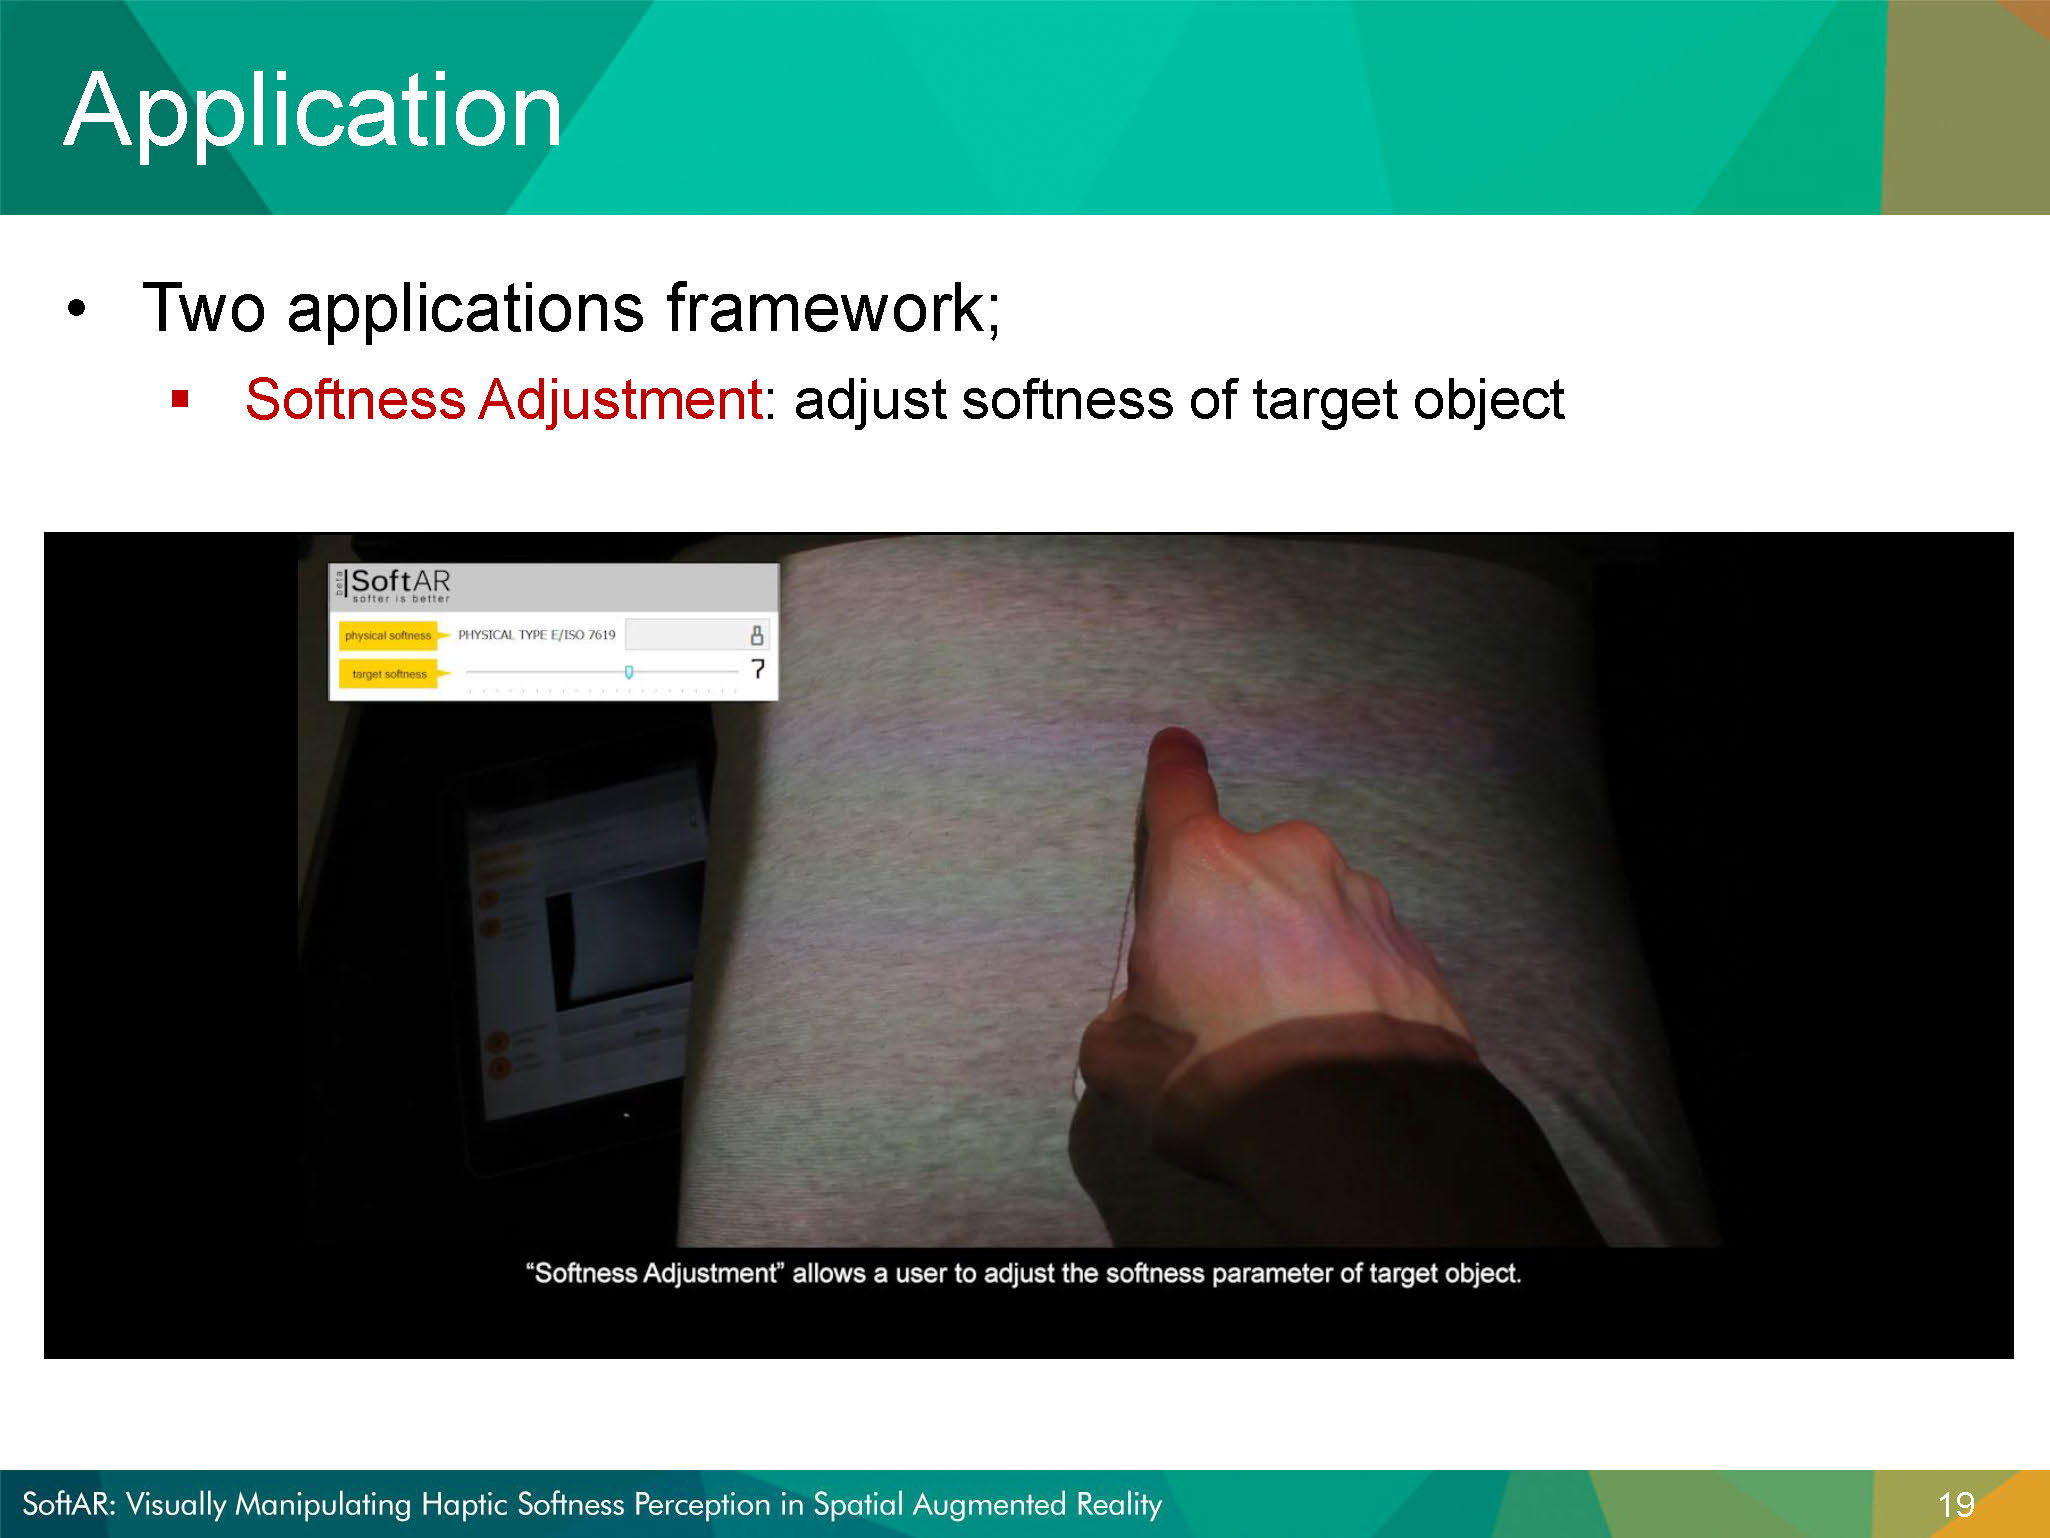 Application
• Two applications framework;
▪ Softness Adjustment: adjust softness of target object
beta
SoftAR
softer is better
physical softness PHYSICAL TYPE E/ISO 7619 8
target softness 7
“Softness Adjustment” allows a user to adjust the softness parameter of target object.
SoftAR: Visually Manipulating Haptic Softness Perception in Spatial Augmented Reality
19